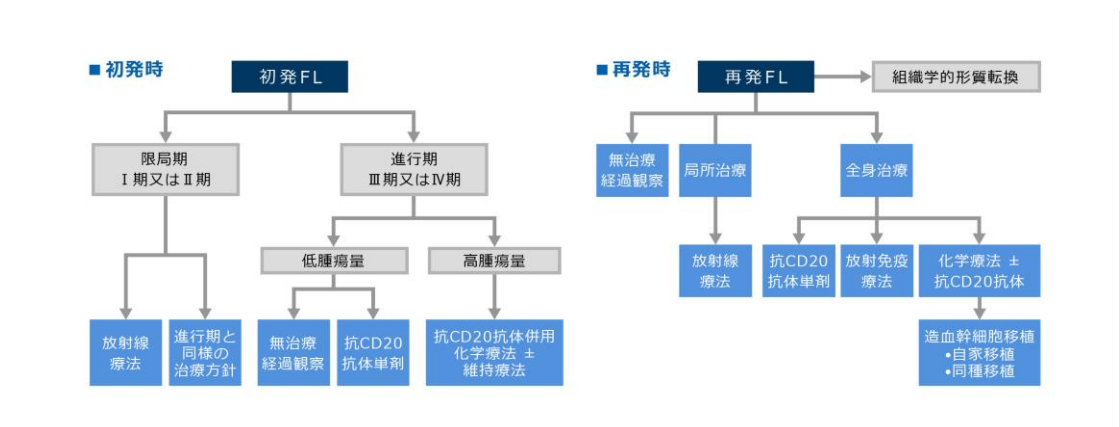 ■初発時
初発FL
限局期
Ⅰ期又はⅡ期
進行期
Ⅲ期又はⅣ期
低腫瘍量
高腫瘍量
放射線
療法
進行期と
同様の
治療方針
無治療
経過観察
抗CD20
抗体単剤
抗CD20抗体併用
化学療法 ±
維持療法
■再発時
再発FL
組織学的形質転換
無治療
経過観察
局所治療
全身治療
放射線
療法
抗CD20
抗体単剤
放射免疫
療法
化学療法 ±
抗CD20抗体
造血幹細胞移植
●自家移植
●同種移植